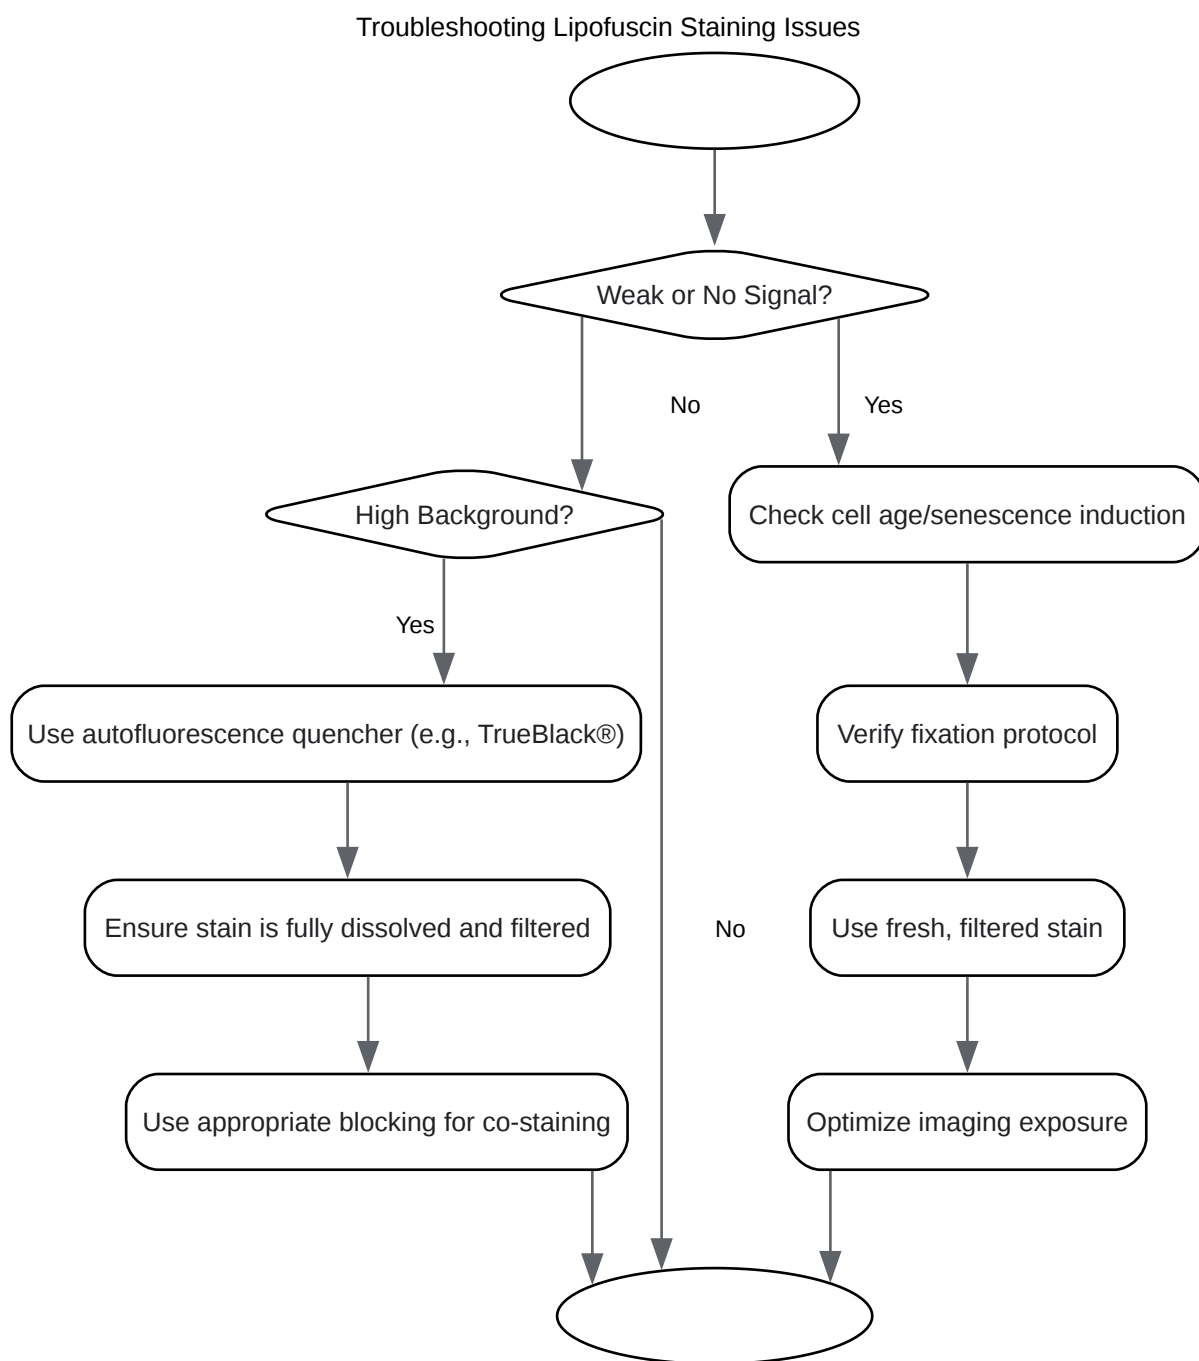 Troubleshooting Lipofuscin Staining Issues
Weak or No Signal?
No
Yes
High Background?
Check cell age/senescence induction
Yes
Use autofluorescence quencher (e.g., TrueBlack®)
Verify fixation protocol
Ensure stain is fully dissolved and filtered
No
Use fresh, filtered stain
Use appropriate blocking for co-staining
Optimize imaging exposure